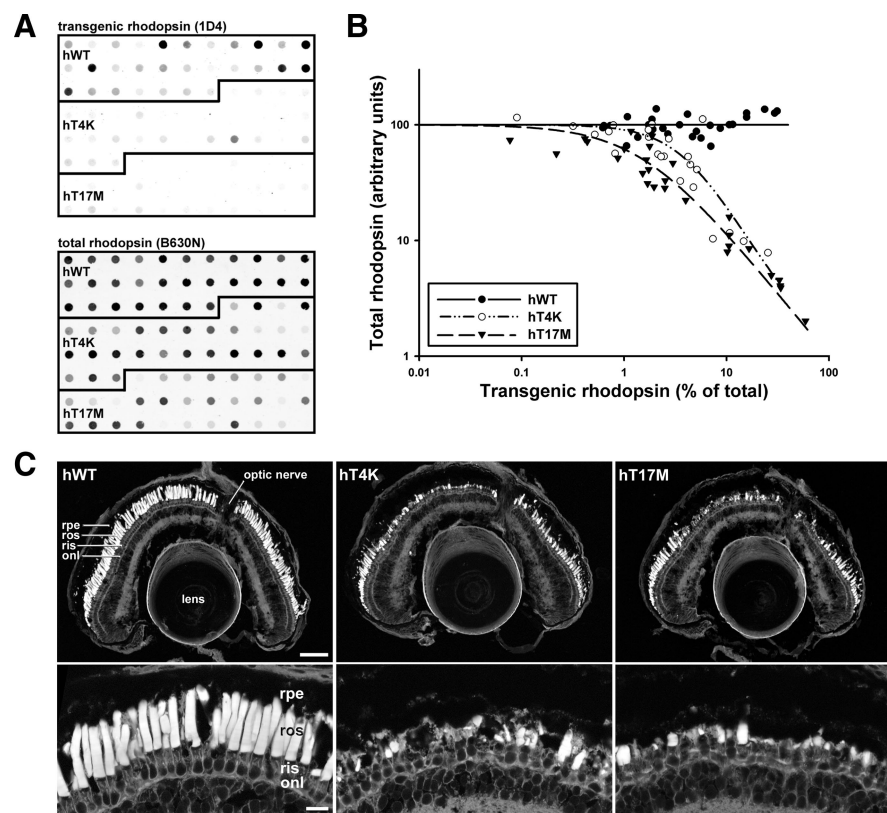 A
transgenic rhodopsin (1D4)
hWT
hT4K
hT17M
total rhodopsin (B630N)
hWT
hT4K
hT17M
B
Total rhodopsin (arbitrary units)
100
10
1
0.01
0.1
1
10
100
Transgenic rhodopsin (% of total)
hWT
hT4K
hT17M
C
hWT
optic nerve
rpe
ros
ris
onl
lens
hT4K
hT17M
rpe
ros
ris
onl